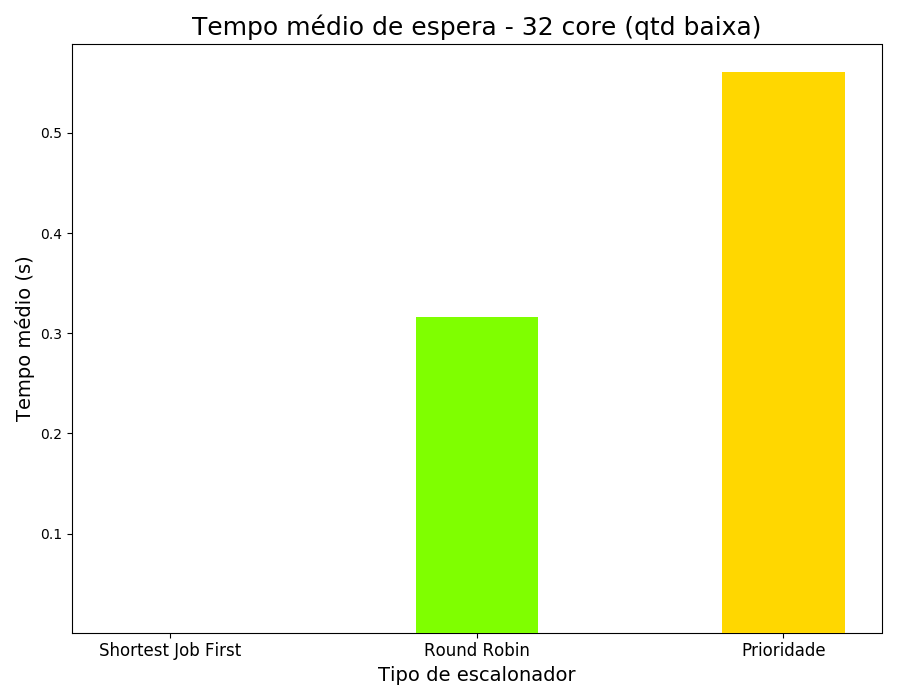 Tempo médio de espera - 32 core (qtd baixa)
Tempo médio (s)
0.5
0.4
0.3
0.2
0.1
Shortest Job First
Round Robin
Prioridade
Tipo de escalonador